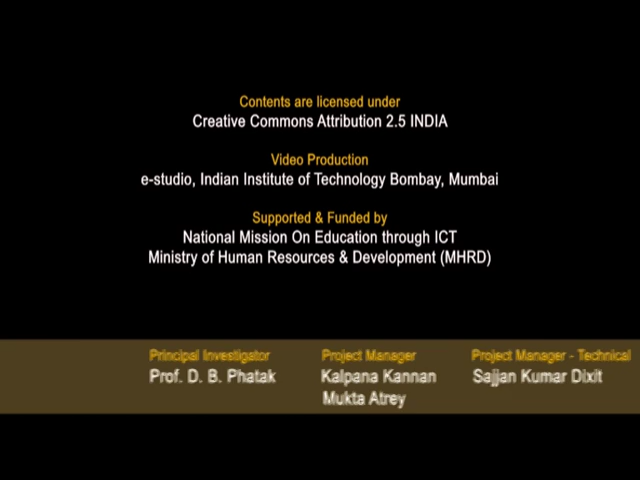 Contents are licensed under
Creative Commons Attribution 2.5 INDIA
Video Production
e-studio, Indian Institute of Technology Bombay, Mumbai
Supported & Funded by
National Mission On Education through ICT
Ministry of Human Resources & Development (MHRD)
Principal Investigator
Prof. D. B. Phatak
Project Manager
Kalpana Kannan
Mukta Atrey
Project Manager - Technical
Sajjan Kumar Dixit